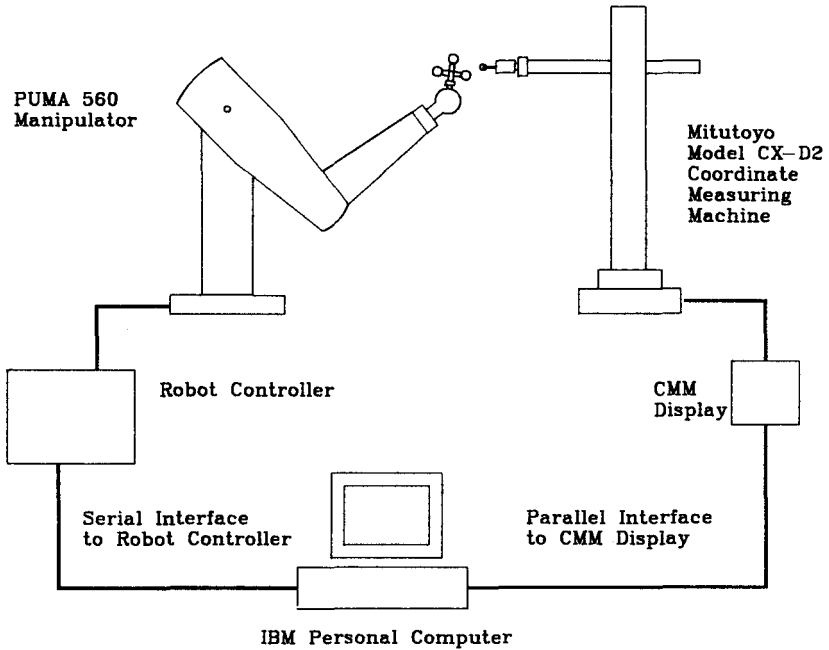 PUMA 560
Manipulator
Mitutoyo
Model CX-D2
Coordinate
Measuring
Machine
Robot Controller
CMM
Display
Serial Interface
to Robot Controller
Parallel Interface
to CMM Display
IBM Personal Computer